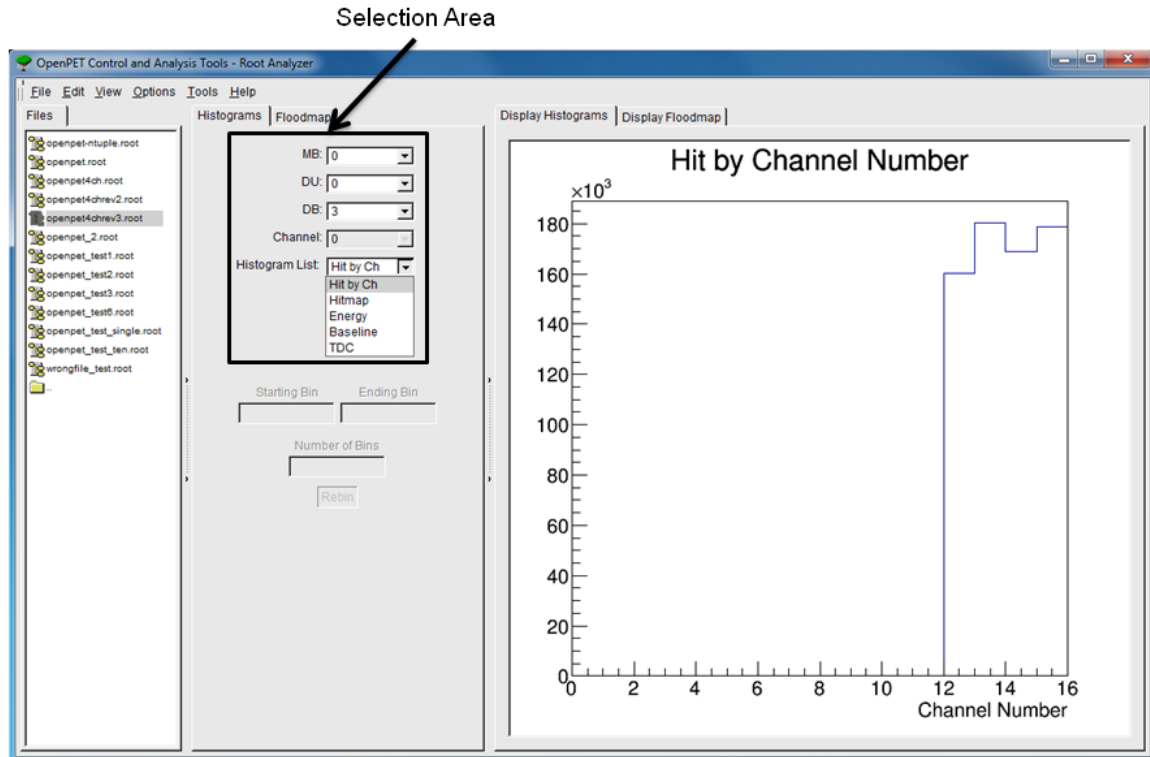 Selection Area
OpenPET Control and Analysis Tools - Root Analyzer
File Edit View Options Tools Help
Files
openpet-ntuple.root
openpet.root
openpet4ch.root
openpet4chrev2.root
openpet4chrev3.root
openpet_2.root
openpet_test1.root
openpet_test2.root
openpet_test3.root
openpet_test6.root
openpet_test_single.root
openpet_test_ten.root
wrongfile_test.root
..
Histograms Floodmap
MB: 0
DU: 0
DB: 3
Channel: 0
Histogram List: Hit by Ch
Hit by Ch
Hitmap
Energy
Baseline
TDC
Starting Bin Ending Bin
Number of Bins
Rebin
Display Histograms Display Floodmap
Hit by Channel Number
×10³
180
160
140
120
100
80
60
40
20
0
0 2 4 6 8 10 12 14 16
Channel Number